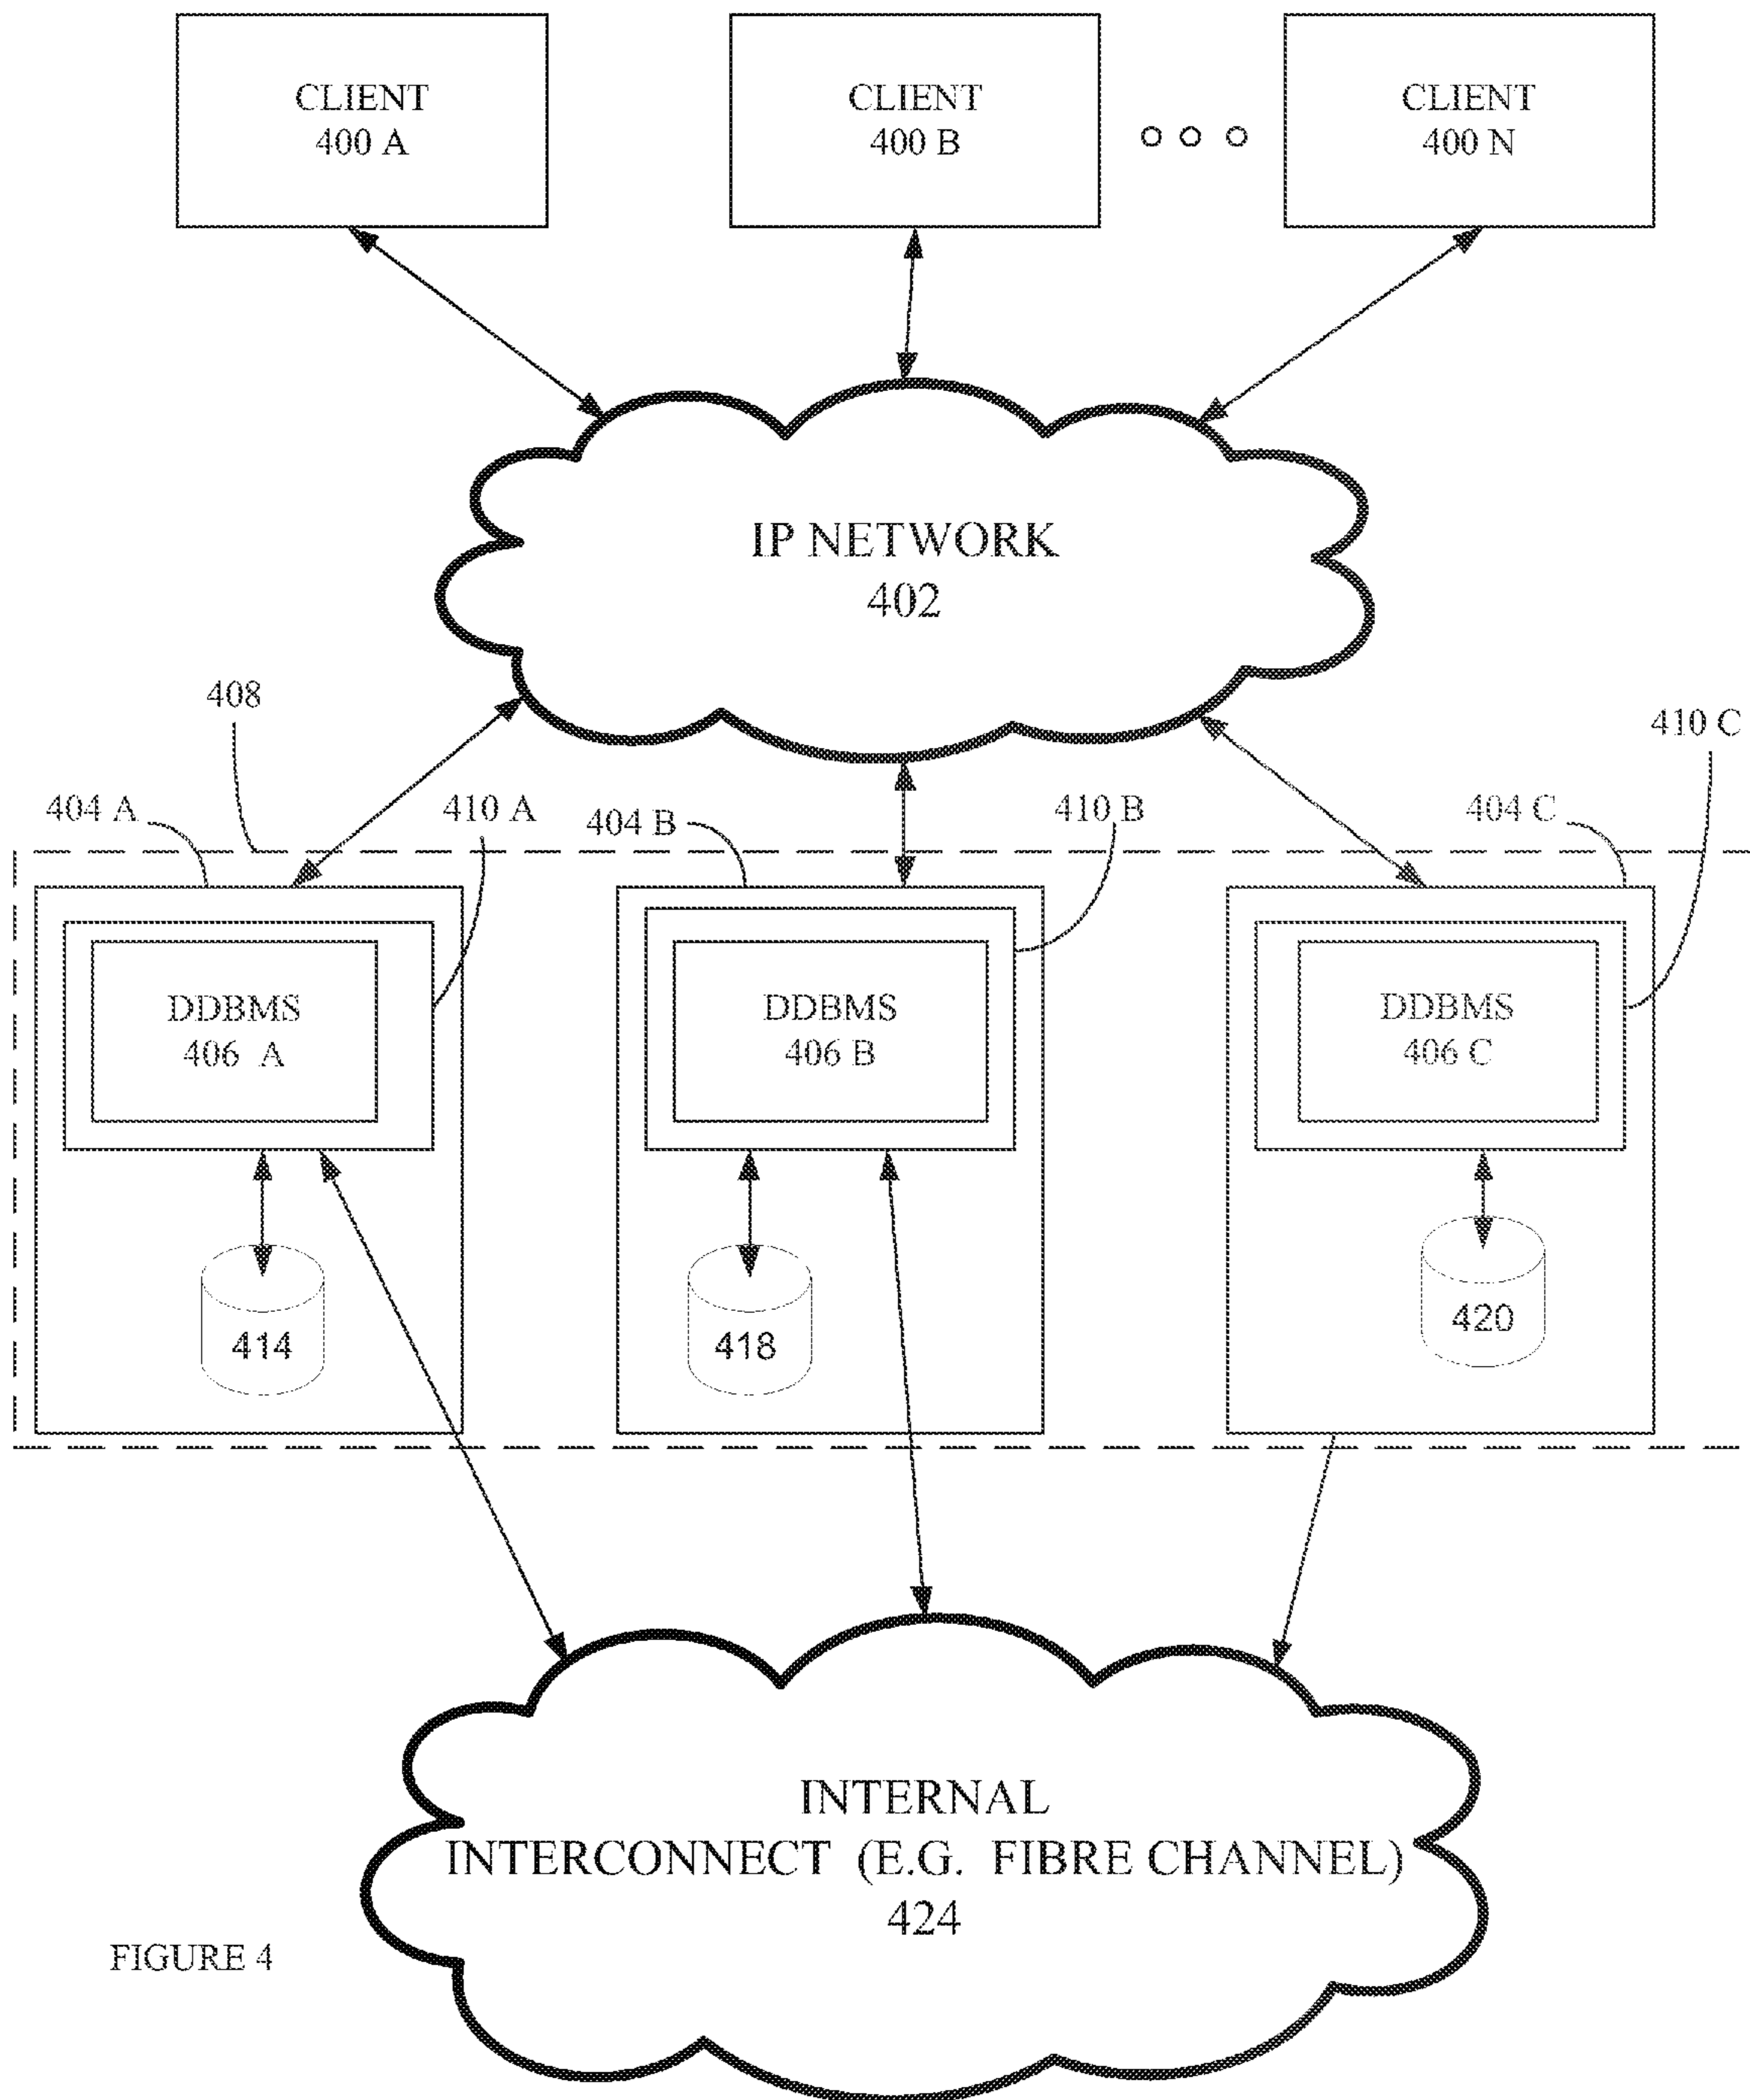 CLIENT
400 A
CLIENT
400 B
CLIENT
400 N
IP NETWORK
402
408
410 C
404 A
410 A
404 B
410 B
404 C
DDBMS
406 A
DDBMS
406 B
DDBMS
406 C
414
418
420
INTERNAL
INTERCONNECT (E.G. FIBRE CHANNEL)
424
FIGURE 4